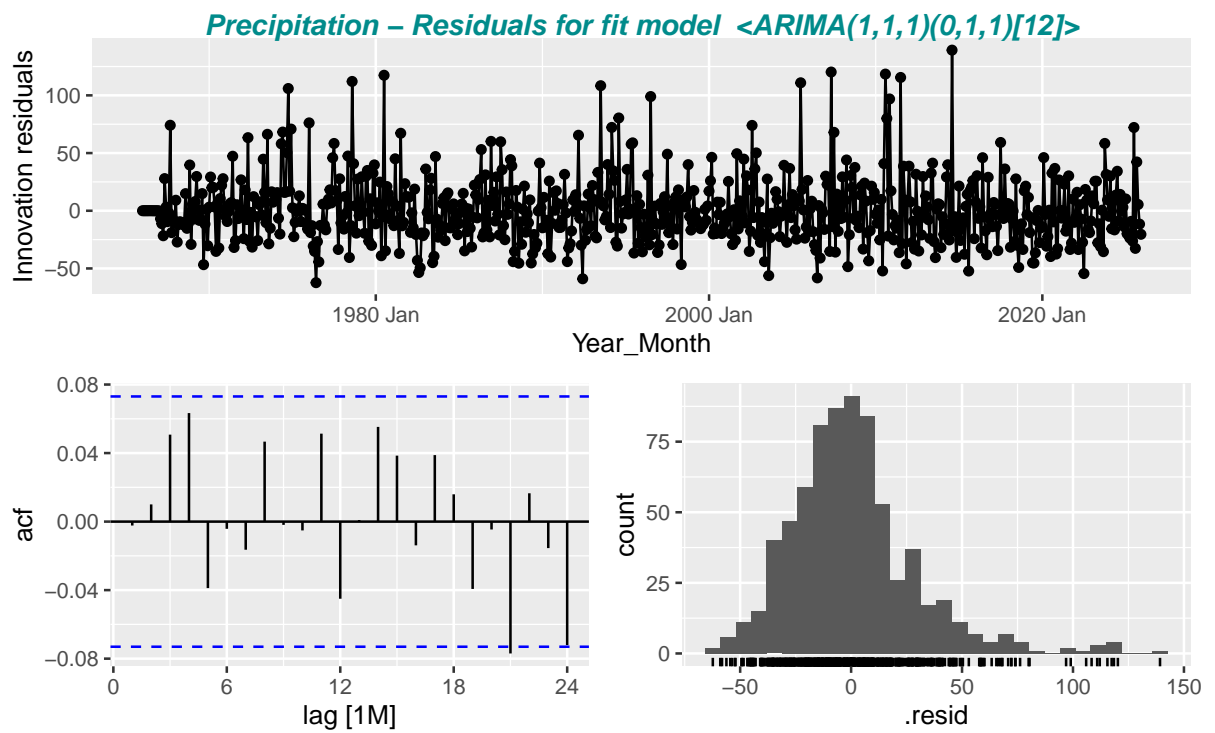 Precipitation – Residuals for fit model <ARIMA(1,1,1)(0,1,1)[12]>
Innovation residuals
100
50
0
−50
1980 Jan 2000 Jan 2020 Jan
Year_Month
acf
0.08
0.04
0.00
−0.04
−0.08
0 6 12 18 24
lag [1M]
count
75
50
25
0
−50 0 50 100 150
.resid